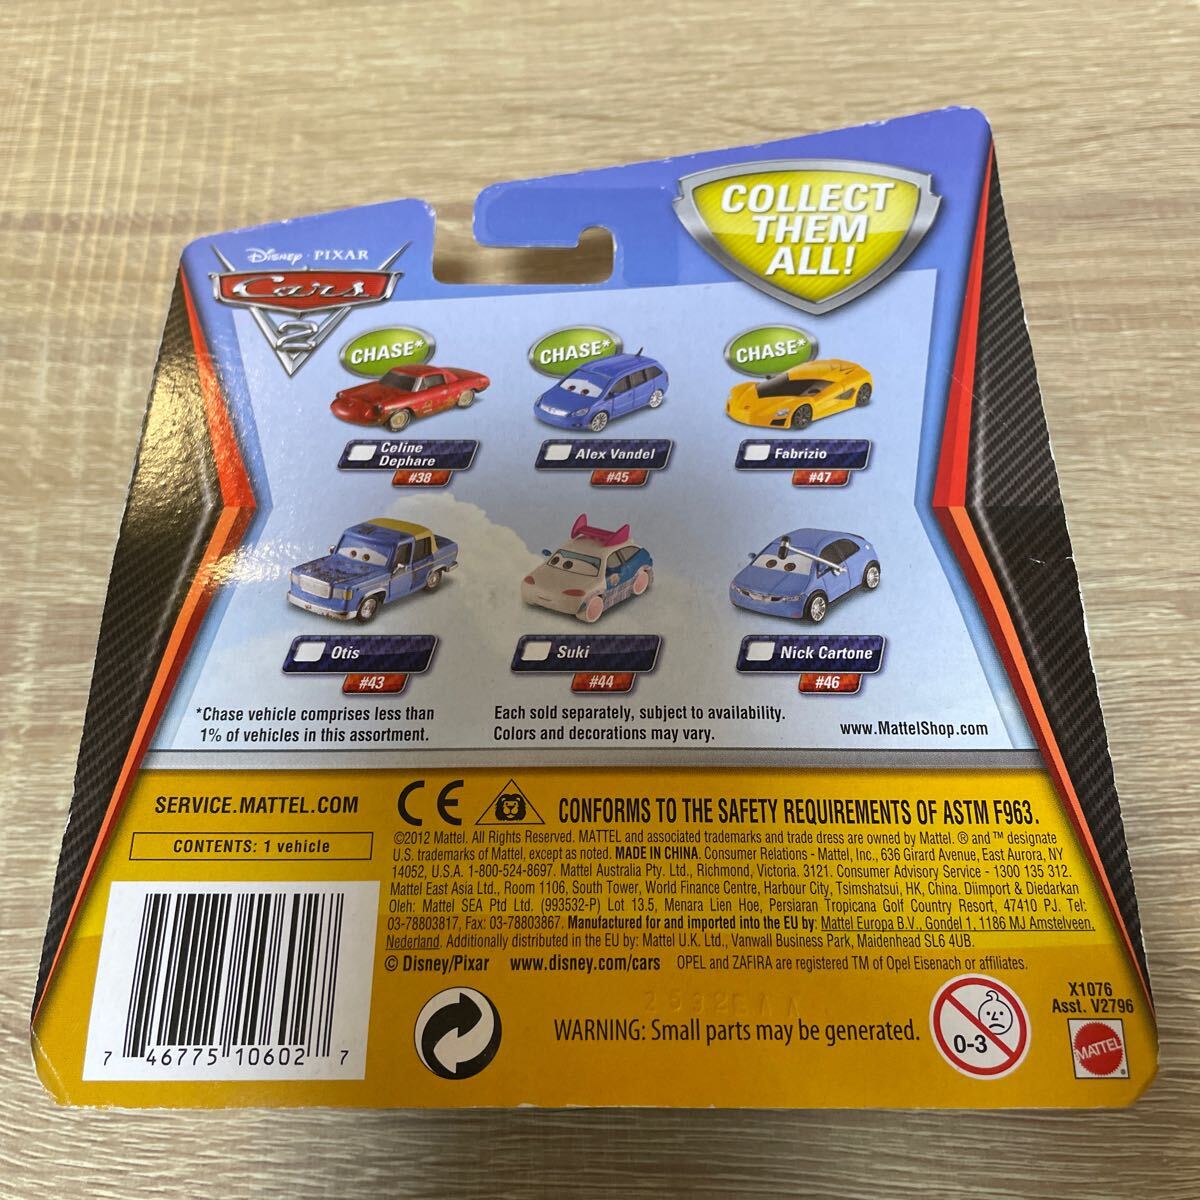 Disney · PIXAR
Cars
2
COLLECT
THEM
ALL!
CHASE*
CHASE*
CHASE*
Celine
Dephare
#38
Alex Vandel
#45
Fabrizio
#47
Otis
#43
Suki
#44
Nick Cartone
#46
*Chase vehicle comprises less than
1% of vehicles in this assortment.
Each sold separately, subject to availability.
Colors and decorations may vary.
www.MattelShop.com
SERVICE.MATTEL.COM
CONTENTS: 1 vehicle
CE
CONFORMS TO THE SAFETY REQUIREMENTS OF ASTM F963.
©2012 Mattel. All Rights Reserved. MATTEL and associated trademarks and trade dress are owned by Mattel. ® and ™ designate
U.S. trademarks of Mattel, except as noted. MADE IN CHINA. Consumer Relations - Mattel, Inc., 636 Girard Avenue, East Aurora, NY
14052, U.S.A. 1-800-524-8697. Mattel Australia Pty. Ltd., Richmond, Victoria. 3121. Consumer Advisory Service - 1300 135 312.
Mattel East Asia Ltd., Room 1106, South Tower, World Finance Centre, Harbour City, Tsimshatsui, HK, China. Diimport & Diedarkan
Oleh: Mattel SEA Ptd Ltd. (993532-P) Lot 13.5, Menara Lien Hoe, Persiaran Tropicana Golf Country Resort, 47410 PJ. Tel:
03-78803817, Fax: 03-78803867. Manufactured for and imported into the EU by: Mattel Europa B.V., Gondel 1, 1186 MJ Amstelveen,
Nederland. Additionally distributed in the EU by: Mattel U.K. Ltd., Vanwall Business Park, Maidenhead SL6 4UB.
© Disney/Pixar www.disney.com/cars OPEL and ZAFIRA are registered TM of Opel Eisenach or affiliates.
WARNING: Small parts may be generated.
0-3
X1076
Asst. V2796
MATTEL
®
7 46775 10602 7